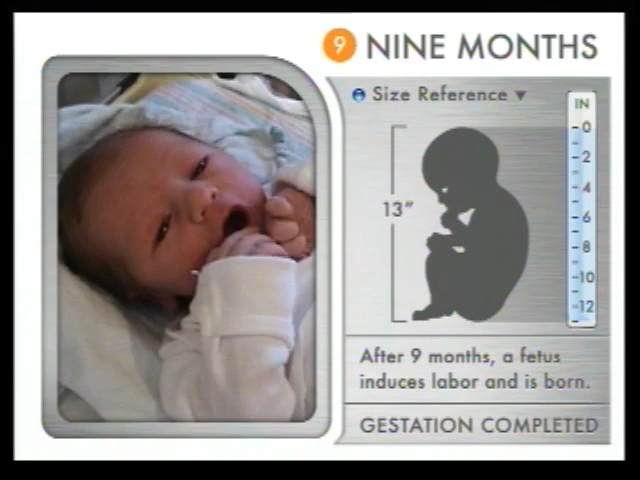 9 NINE MONTHS
Size Reference ▼
IN
0
2
4
6
8
10
12
13"
After 9 months, a fetus
induces labor and is born.
GESTATION COMPLETED